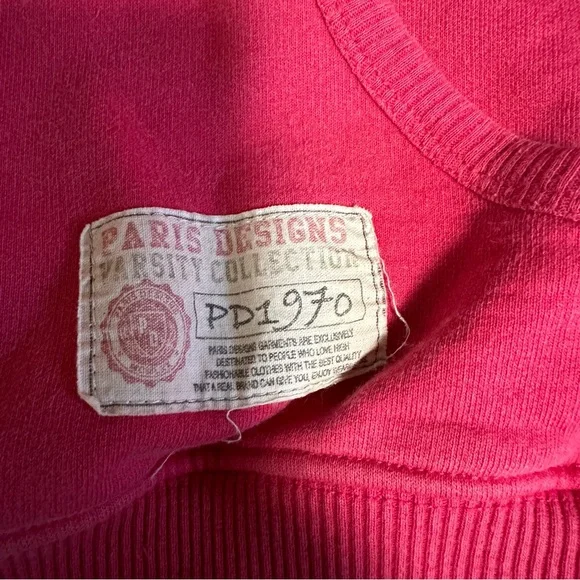 PARIS DESIGNS
VARSITY COLLECTION
PD1970
PARIS DESIGNS GARMENTS ARE EXCLUSIVELY
DESTINATED TO PEOPLE WHO LOVE HIGH
FASHIONABLE CLOTHES WITH THE BEST QUALITY
THAT A REAL BRAND CAN GIVE YOU, ENJOY